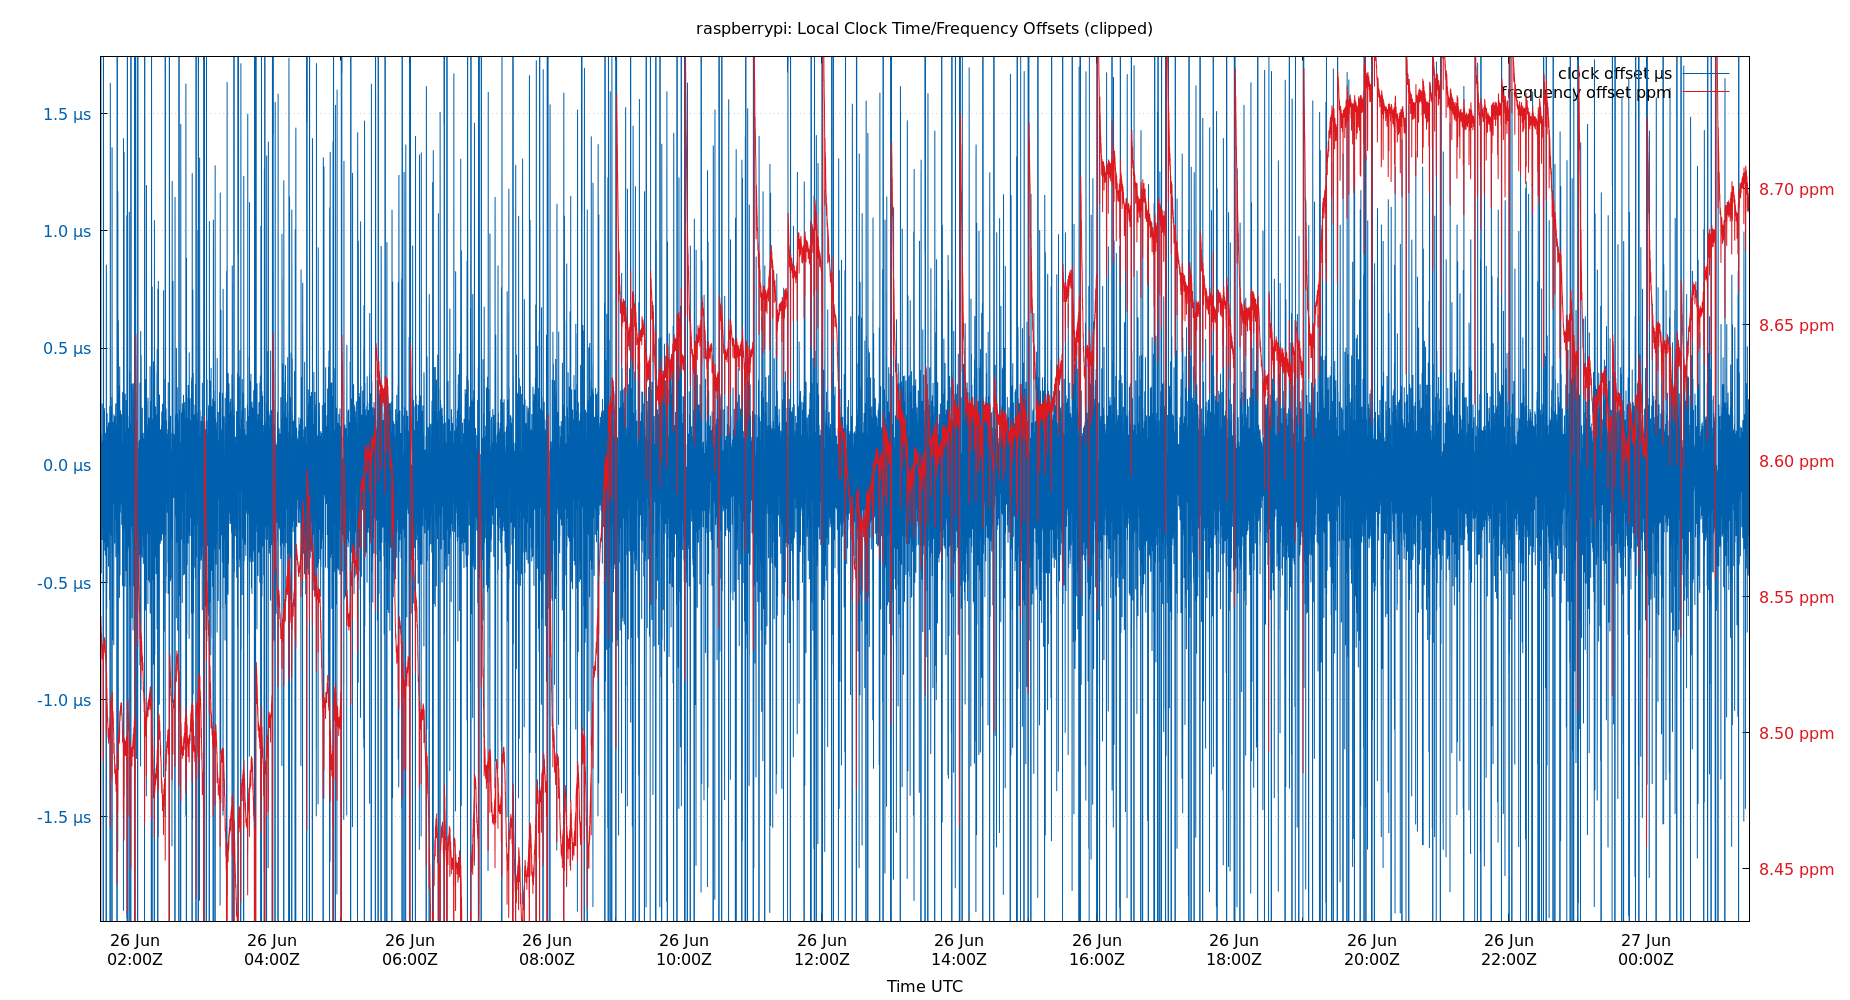 raspberrypi: Local Clock Time/Frequency Offsets (clipped)
clock offset µs
frequency offset ppm
1.5 µs
1.0 µs
0.5 µs
0.0 µs
-0.5 µs
-1.0 µs
-1.5 µs
8.70 ppm
8.65 ppm
8.60 ppm
8.55 ppm
8.50 ppm
8.45 ppm
26 Jun 26 Jun 26 Jun 26 Jun 26 Jun 26 Jun 26 Jun 26 Jun 26 Jun 26 Jun 26 Jun 27 Jun
02:00Z 04:00Z 06:00Z 08:00Z 10:00Z 12:00Z 14:00Z 16:00Z 18:00Z 20:00Z 22:00Z 00:00Z
Time UTC